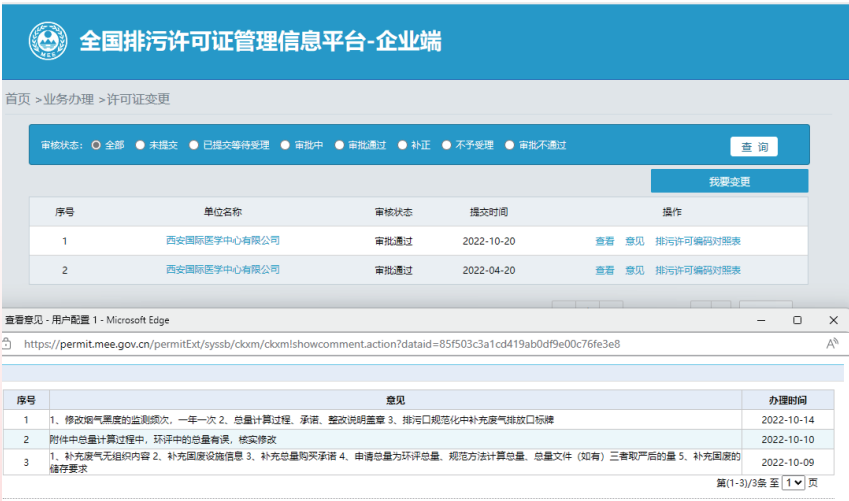 MEE
全国排污许可证管理信息平台-企业端
首页 >业务办理 >许可证变更
审核状态： 全部 未提交 已提交等待受理 审批中 审批通过 补正 不予受理 审批不通过 查 询
我要变更
序号 单位名称 审核状态 提交时间 操作
1 西安国际医学中心有限公司 审批通过 2022-10-20 查看 意见 排污许可编码对照表
2 西安国际医学中心有限公司 审批通过 2022-04-20 查看 意见 排污许可编码对照表
查看意见 - 用户配置 1 - Microsoft Edge
https://permit.mee.gov.cn/permitExt/syssb/ckxm/ckxm!showcomment.action?dataid=85f503c3a1cd419ab0df9e00c76fe3e8
序号 意见 办理时间
1 1、修改烟气黑度的监测频次，一年一次 2、总量计算过程、承诺、整改说明盖章 3、排污口规范化中补充废气排放口标牌 2022-10-14
2 附件中总量计算过程中，环评中的总量有误，核实修改 2022-10-10
3 1、补充废气无组织内容 2、补充固废设施信息 3、补充总量购买承诺 4、申请总量为环评总量、规范方法计算总量、总量文件（如有）三者取严后的量 5、补充固废的 2022-10-09
储存要求
第(1-3)/3条 至 1 页